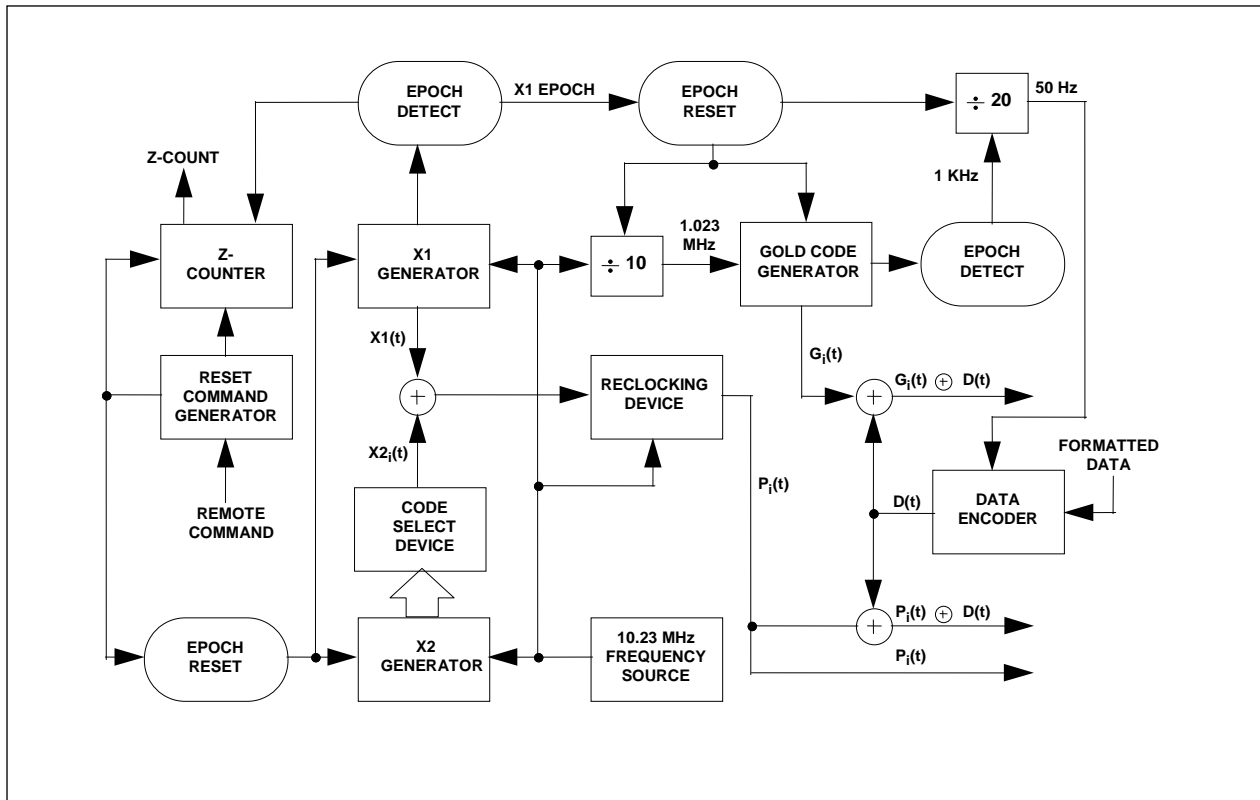 EPOCH
DETECT
X1 EPOCH
EPOCH
RESET
÷ 20
50 Hz
Z-COUNT
1 KHz
Z-
COUNTER
X1
GENERATOR
÷ 10
1.023
MHz
GOLD CODE
GENERATOR
EPOCH
DETECT
X1(t)
Gi(t)
RESET
COMMAND
GENERATOR
+
RECLOCKING
DEVICE
+
Gi(t) ⊕ D(t)
X2i(t)
FORMATTED
DATA
REMOTE
COMMAND
CODE
SELECT
DEVICE
Pi(t)
D(t)
DATA
ENCODER
EPOCH
RESET
X2
GENERATOR
10.23 MHz
FREQUENCY
SOURCE
+
Pi(t) ⊕ D(t)
Pi(t)